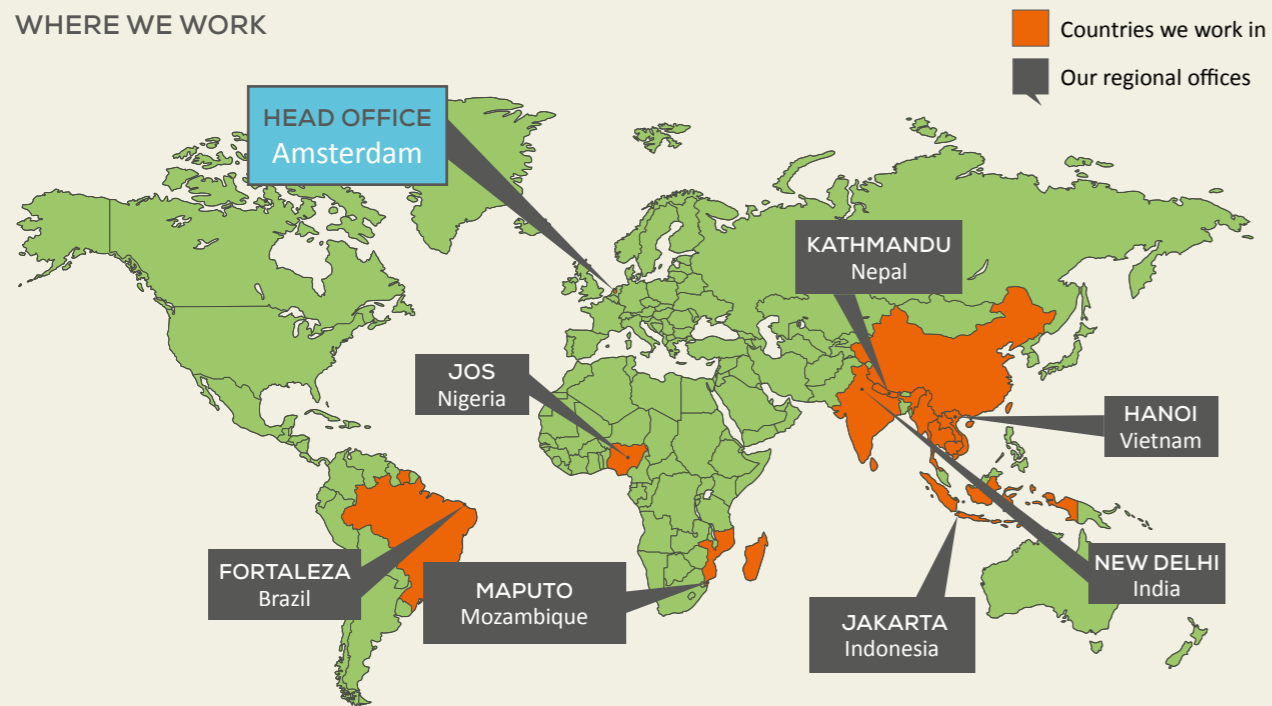 WHERE WE WORK
Countries we work in
Our regional offices
HEAD OFFICE
Amsterdam
KATHMANDU
Nepal
JOS
Nigeria
HANOI
Vietnam
FORTALEZA
Brazil
MAPUTO
Mozambique
NEW DELHI
India
JAKARTA
Indonesia